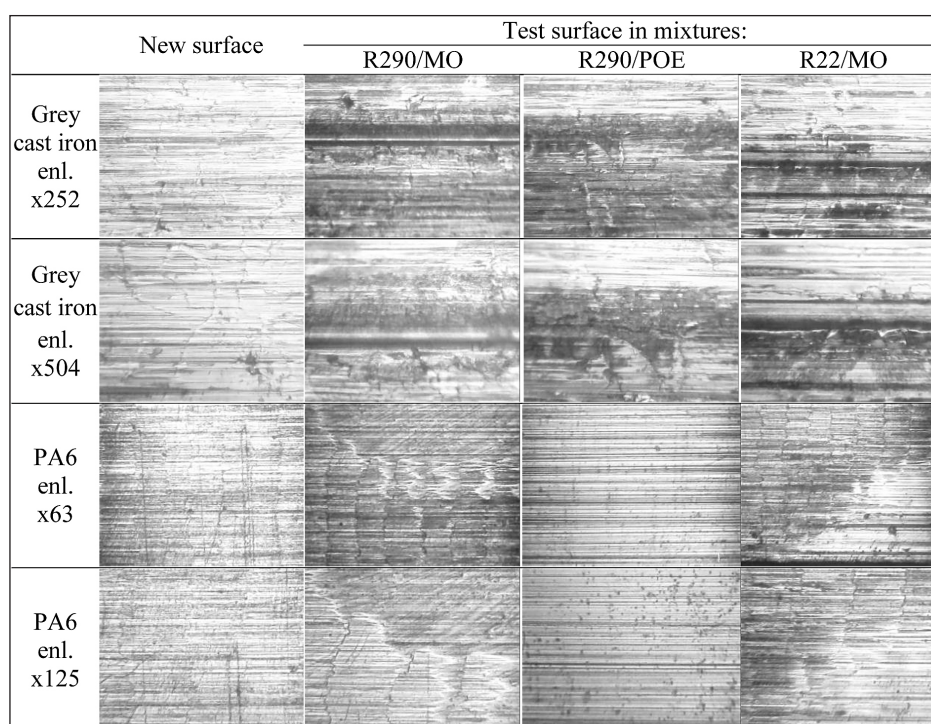 New surface
Test surface in mixtures:
R290/MO
R290/POE
R22/MO
Grey
cast iron
enl.
x252
Grey
cast iron
enl.
x504
PA6
enl.
x63
PA6
enl.
x125